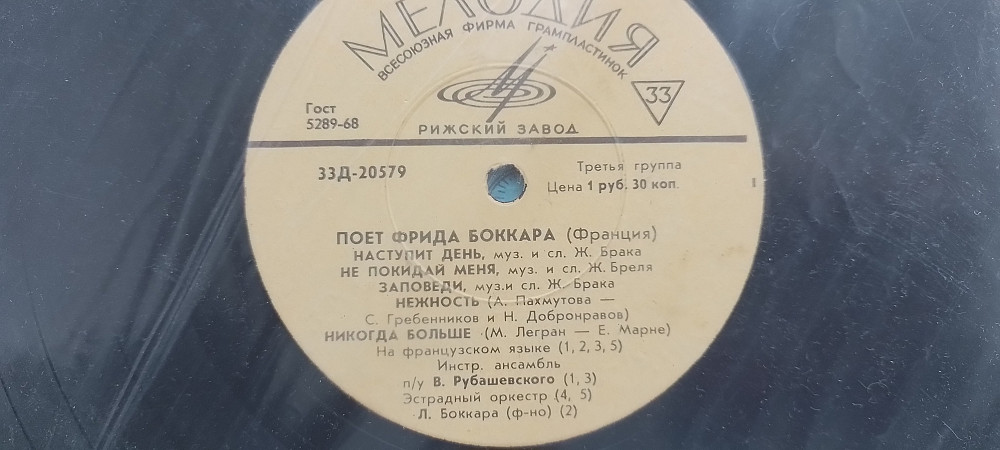 МЕЛОДИЯ
ВСЕСОЮЗНАЯ ФИРМА ГРАМПЛАСТИНОК
33
Гост
5289-68
РИЖСКИЙ ЗАВОД
33Д-20579
Третья группа
Цена 1 руб. 30 коп.
ПОЕТ ФРИДА БОККАРА (Франция)
НАСТУПИТ ДЕНЬ, муз. и сл. Ж. Брака
НЕ ПОКИДАЙ МЕНЯ, муз. и сл. Ж. Бреля
ЗАПОВЕДИ, муз.и сл. Ж. Брака
НЕЖНОСТЬ (А. Пахмутова —
С. Гребенников и Н. Добронравов)
НИКОГДА БОЛЬШЕ (М. Легран — Е. Марне)
На французском языке (1, 2, 3, 5)
Инстр. ансамбль
п/у В. Рубашевского (1, 3)
Эстрадный оркестр (4, 5)
Л. Боккара (ф-но) (2)